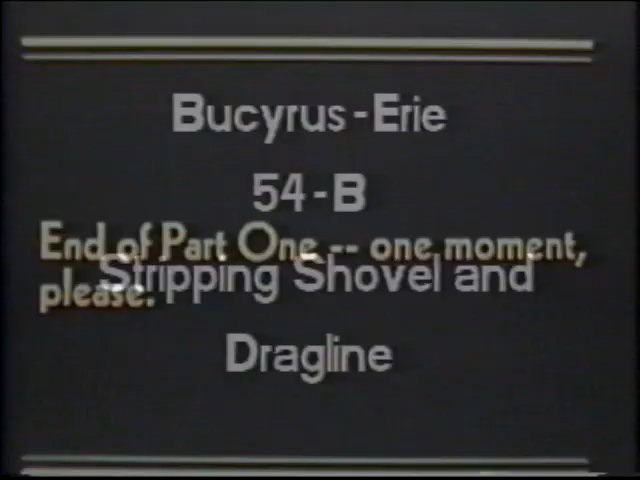 Bucyrus-Erie
54-B
End of Part One -- one moment,
please.
Stripping Shovel and
Dragline